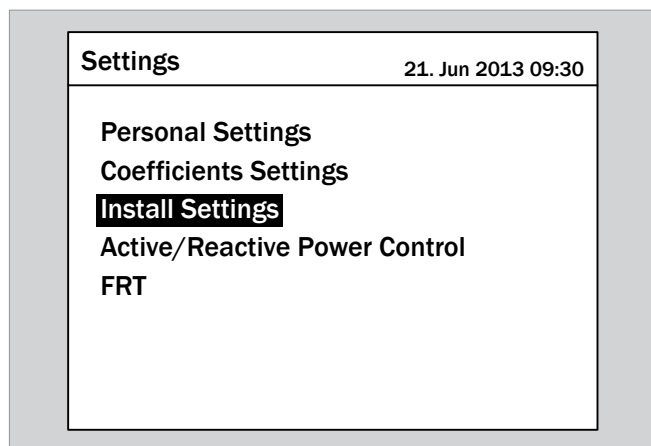 Settings
21. Jun 2013 09:30
Personal Settings
Coefficients Settings
Install Settings
Active/Reactive Power Control
FRT